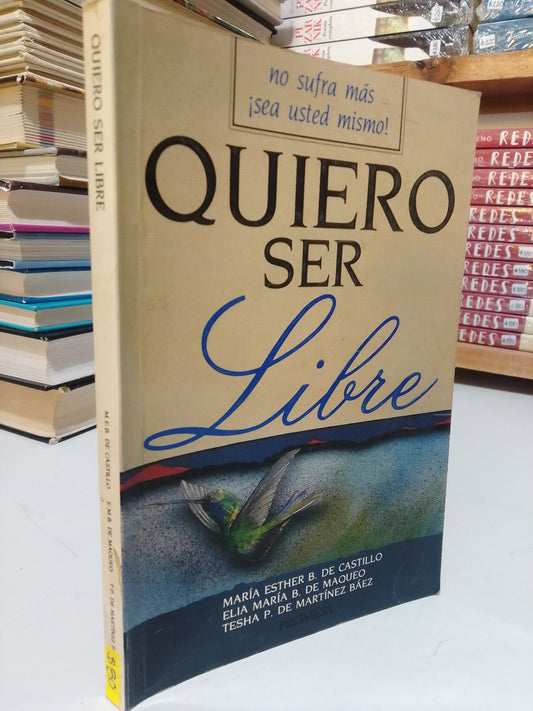 no sufra más
¡sea usted mismo!
QUIERO
SER
Libre
MARÍA ESTHER B. DE CASTILLO
ELIA MARÍA B. DE MAQUEO
TESHA P. DE MARTÍNEZ BÁEZ
PROMEXA
QUIERO SER LIBRE
M.E.B. DE CASTILLO E.M.B. DE MAQUEO T.P. DE MARTÍNEZ B.
$80
REDES
REDES
REDES
REDES
REDES
REDES
REDES
REDES
REDES
REDES
REDES